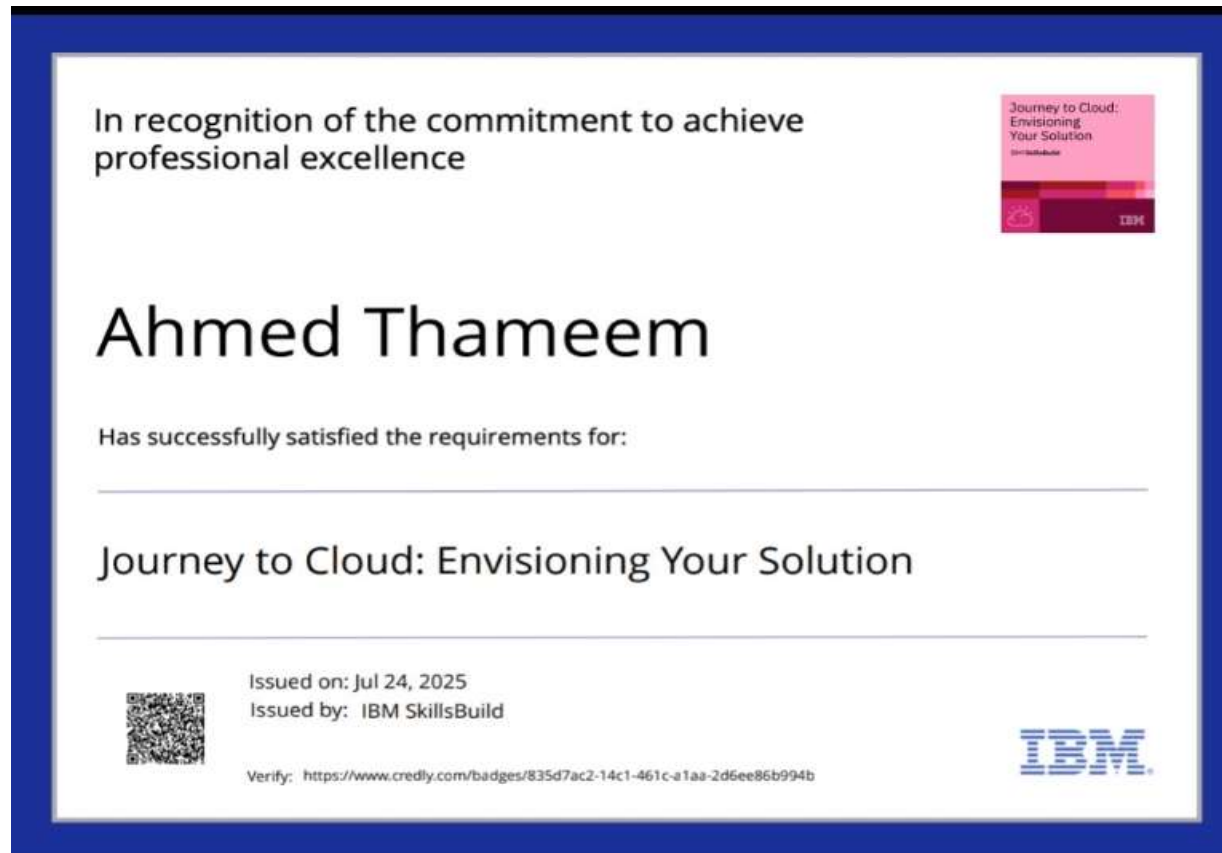 In recognition of the commitment to achieve
professional excellence
Journey to Cloud:
Envisioning
Your Solution
IBM SkillsBuild
IBM
Ahmed Thameem
Has successfully satisfied the requirements for:
Journey to Cloud: Envisioning Your Solution
Issued on: Jul 24, 2025
Issued by: IBM SkillsBuild
Verify: https://www.credly.com/badges/835d7ac2-14c1-461c-a1aa-2d6ee86b994b
IBM.